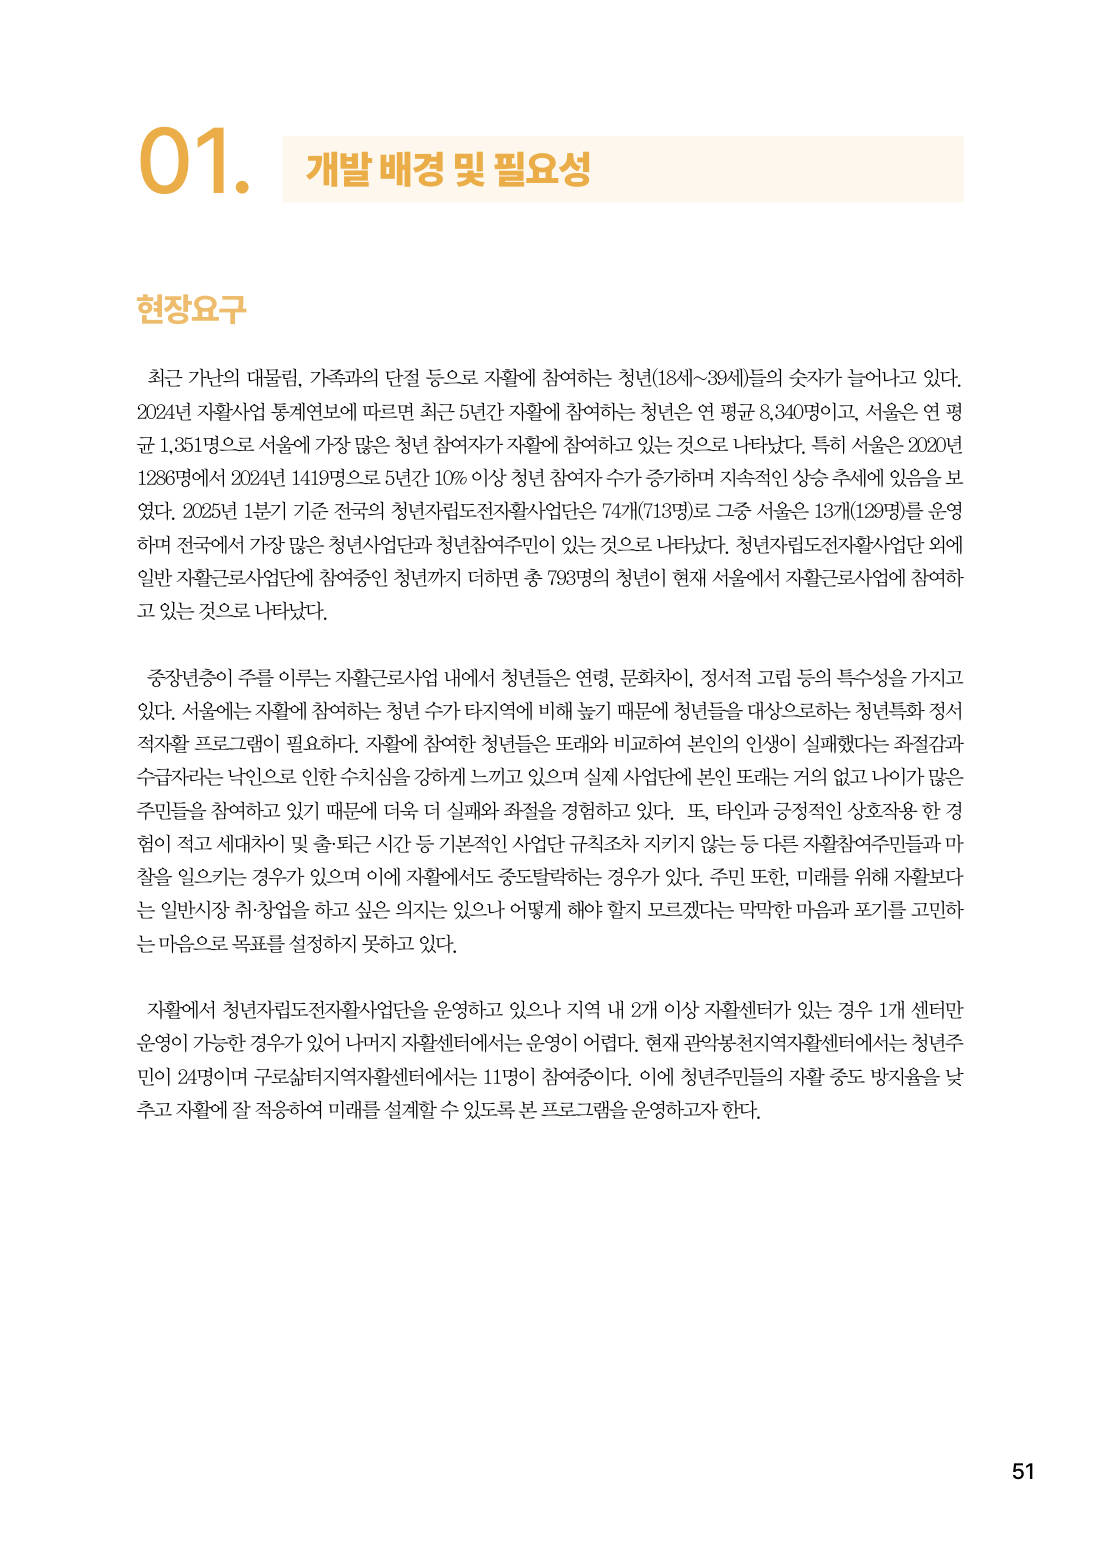 01.
개발 배경 및 필요성
현장요구
최근 가난의 대물림, 가족과의 단절 등으로 자활에 참여하는 청년(18세~39세)들의 숫자가 늘어나고 있다.
2024년 자활사업 통계연보에 따르면 최근 5년간 자활에 참여하는 청년은 연 평균 8,340명이고, 서울은 연 평
균 1,351명으로 서울에 가장 많은 청년 참여자가 자활에 참여하고 있는 것으로 나타났다. 특히 서울은 2020년
1286명에서 2024년 1419명으로 5년간 10% 이상 청년 참여자 수가 증가하며 지속적인 상승 추세에 있음을 보
였다. 2025년 1분기 기준 전국의 청년자립도전자활사업단은 74개(713명)로 그중 서울은 13개(129명)를 운영
하며 전국에서 가장 많은 청년사업단과 청년참여주민이 있는 것으로 나타났다. 청년자립도전자활사업단 외에
일반 자활근로사업단에 참여중인 청년까지 더하면 총 793명의 청년이 현재 서울에서 자활근로사업에 참여하
고 있는 것으로 나타났다.
중장년층이 주를 이루는 자활근로사업 내에서 청년들은 연령, 문화차이, 정서적 고립 등의 특수성을 가지고
있다. 서울에는 자활에 참여하는 청년 수가 타지역에 비해 높기 때문에 청년들을 대상으로하는 청년특화 정서
적자활 프로그램이 필요하다. 자활에 참여한 청년들은 또래와 비교하여 본인의 인생이 실패했다는 좌절감과
수급자라는 낙인으로 인한 수치심을 강하게 느끼고 있으며 실제 사업단에 본인 또래는 거의 없고 나이가 많은
주민들을 참여하고 있기 때문에 더욱 더 실패와 좌절을 경험하고 있다. 또, 타인과 긍정적인 상호작용 한 경
험이 적고 세대차이 및 출·퇴근 시간 등 기본적인 사업단 규칙조차 지키지 않는 등 다른 자활참여주민들과 마
찰을 일으키는 경우가 있으며 이에 자활에서도 중도탈락하는 경우가 있다. 주민 또한, 미래를 위해 자활보다
는 일반시장 취·창업을 하고 싶은 의지는 있으나 어떻게 해야 할지 모르겠다는 막막한 마음과 포기를 고민하
는 마음으로 목표를 설정하지 못하고 있다.
자활에서 청년자립도전자활사업단을 운영하고 있으나 지역 내 2개 이상 자활센터가 있는 경우 1개 센터만
운영이 가능한 경우가 있어 나머지 자활센터에서는 운영이 어렵다. 현재 관악봉천지역자활센터에서는 청년주
민이 24명이며 구로삶터지역자활센터에서는 11명이 참여중이다. 이에 청년주민들의 자활 중도 방지율을 낮
추고 자활에 잘 적응하여 미래를 설계할 수 있도록 본 프로그램을 운영하고자 한다.
51